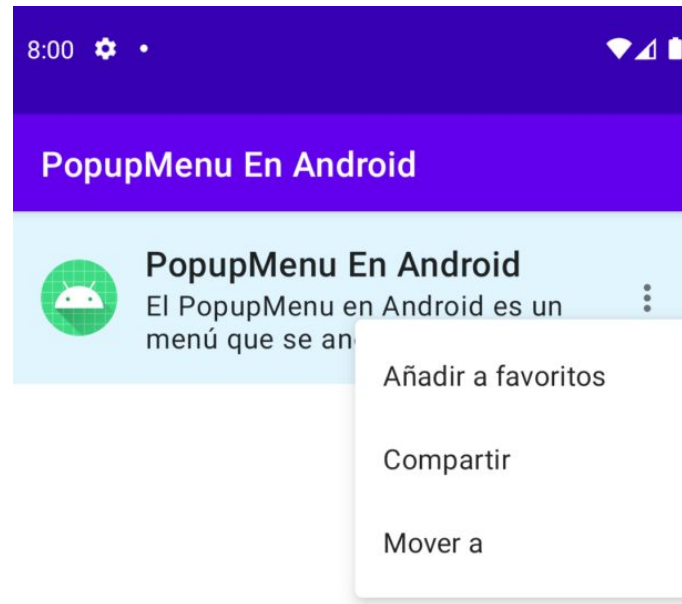 8:00
PopupMenu En Android
PopupMenu En Android
El PopupMenu en Android es un
menú que se an
Añadir a favoritos
Compartir
Mover a